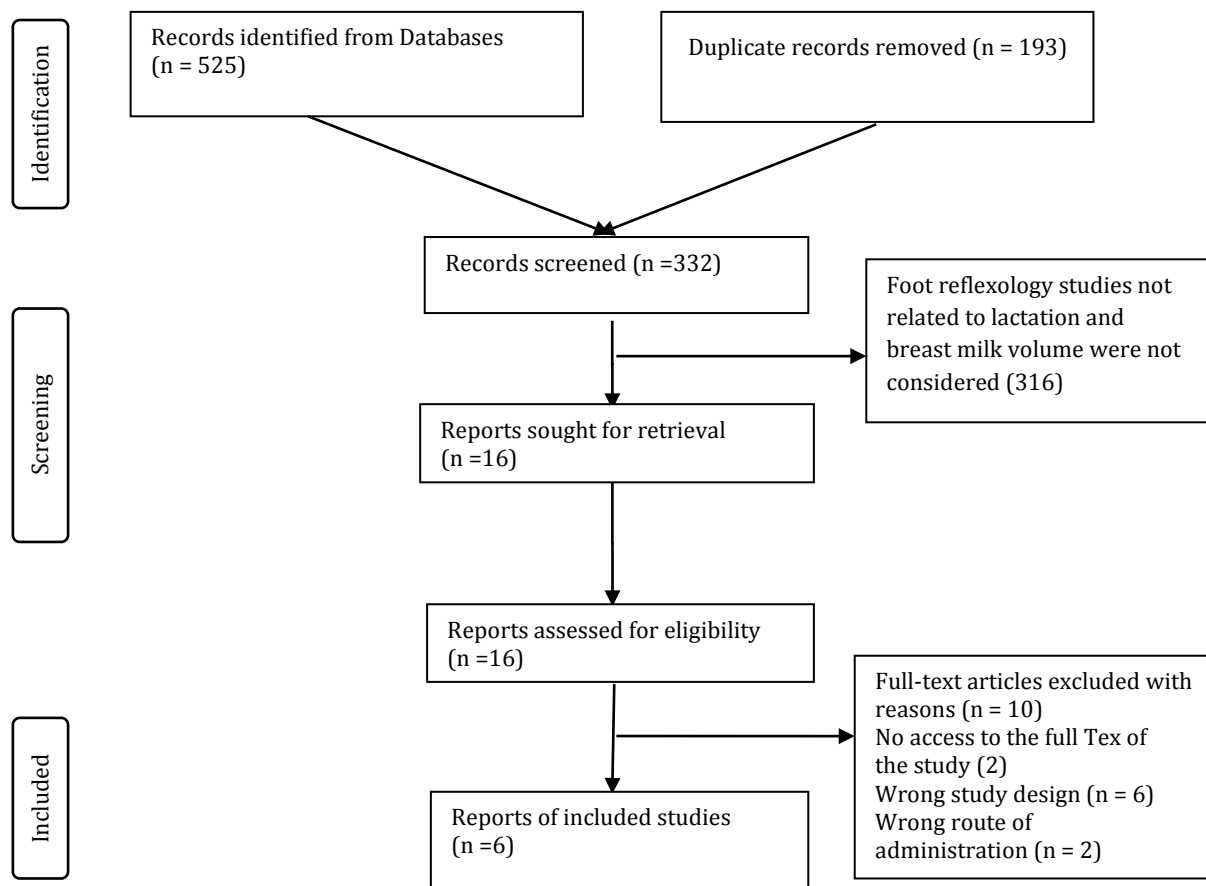 Identification
Records identified from Databases
(n = 525)
Duplicate records removed (n = 193)
Records screened (n =332)
Foot reflexology studies not
related to lactation and
breast milk volume were not
considered (316)
Screening
Reports sought for retrieval
(n =16)
Reports assessed for eligibility
(n =16)
Full-text articles excluded with
reasons (n = 10)
No access to the full Tex of
the study (2)
Wrong study design (n = 6)
Wrong route of
administration (n = 2)
Included
Reports of included studies
(n =6)